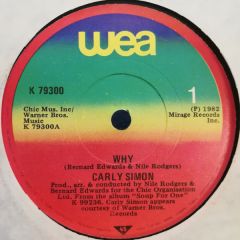 wea
K 79300
1
Chic Mus. Inc/
Warner Bros.
Music
K 79300A
(P) 1982
Mirage Records
Inc.
WHY
(Bernard Edwards & Nile Rodgers)
CARLY SIMON
Prod., arr. & conducted by Nile Rodgers &
Bernard Edwards for the Chic Organisation
Ltd. From the album "Soup For One"
K 99236. Carly Simon appears
courtesy of Warner Bros.
Records